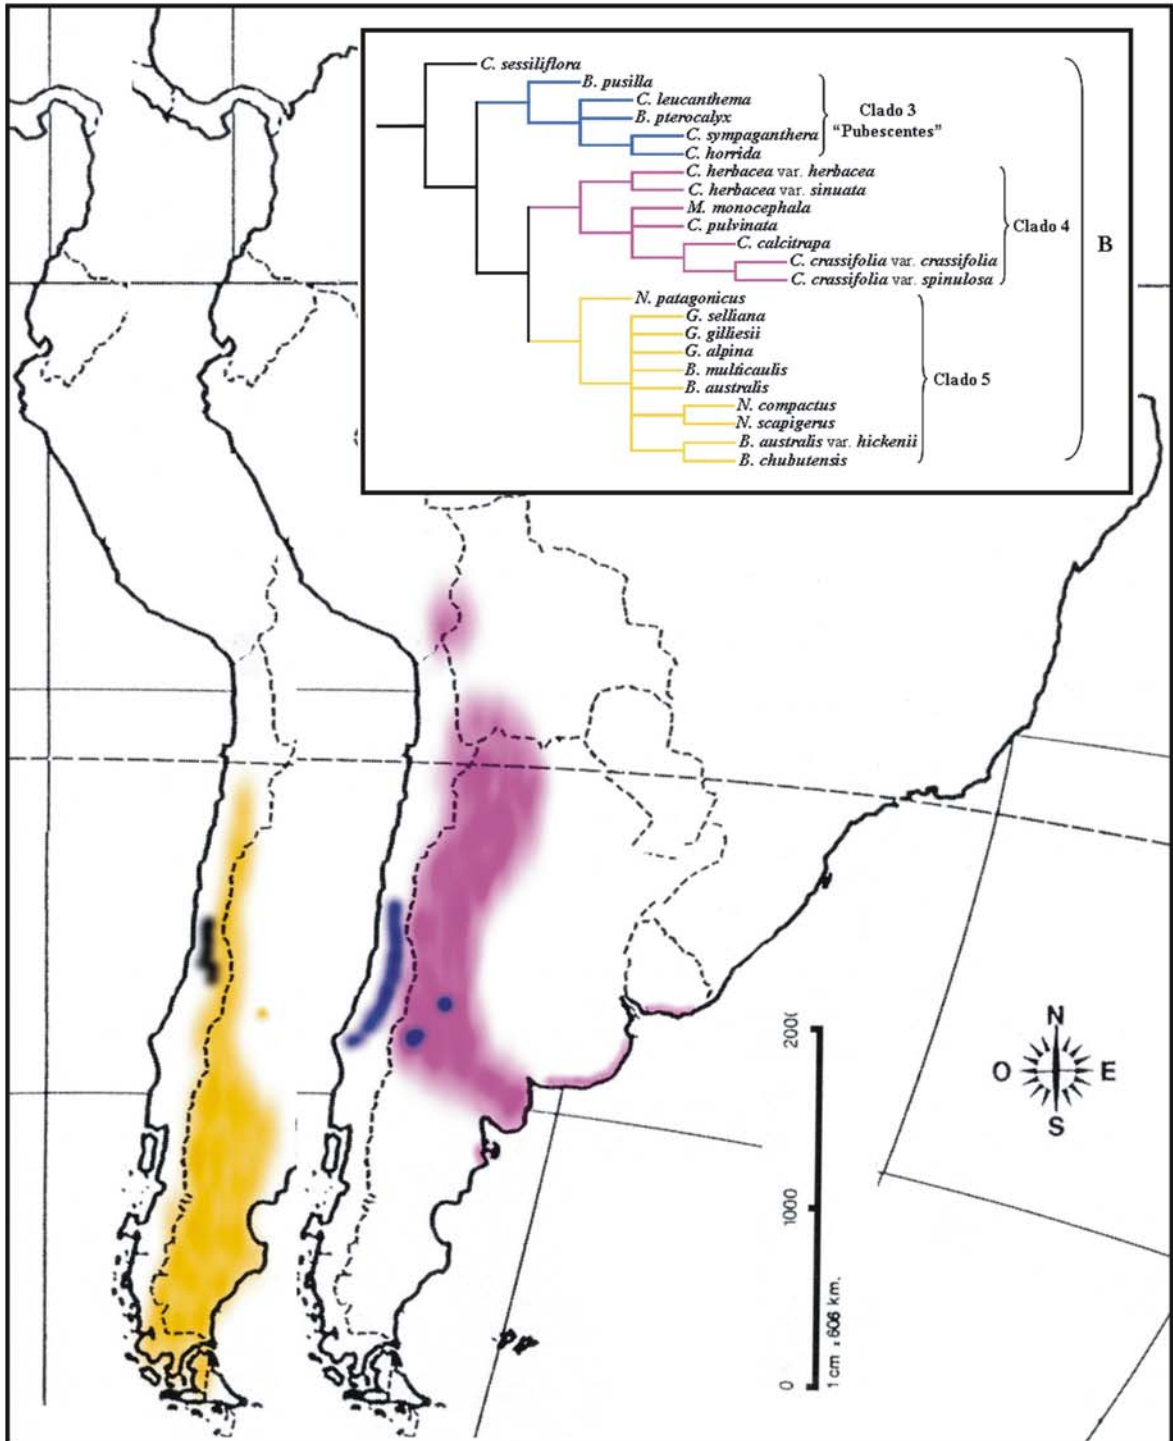 C. sessiliflora
B. pusilla
C. leucanthema
B. pterocalyx
C. sympaganthera
C. horrida
Clado 3
“Pubescentes”
C. herbacea var. herbacea
C. herbacea var. sinuata
M. monocephala
C. pulvinata
C. calcitrapa
C. crassifolia var. crassifolia
C. crassifolia var. spinulosa
Clado 4
B
N. patagonicus
G. selliana
G. gilliesii
G. alpina
B. multicaulis
B. australis
N. compactus
N. scapigerus
B. australis var. hickenii
B. chubutensis
Clado 5
N
O
E
S
1000
0
1 cm = 606 km.